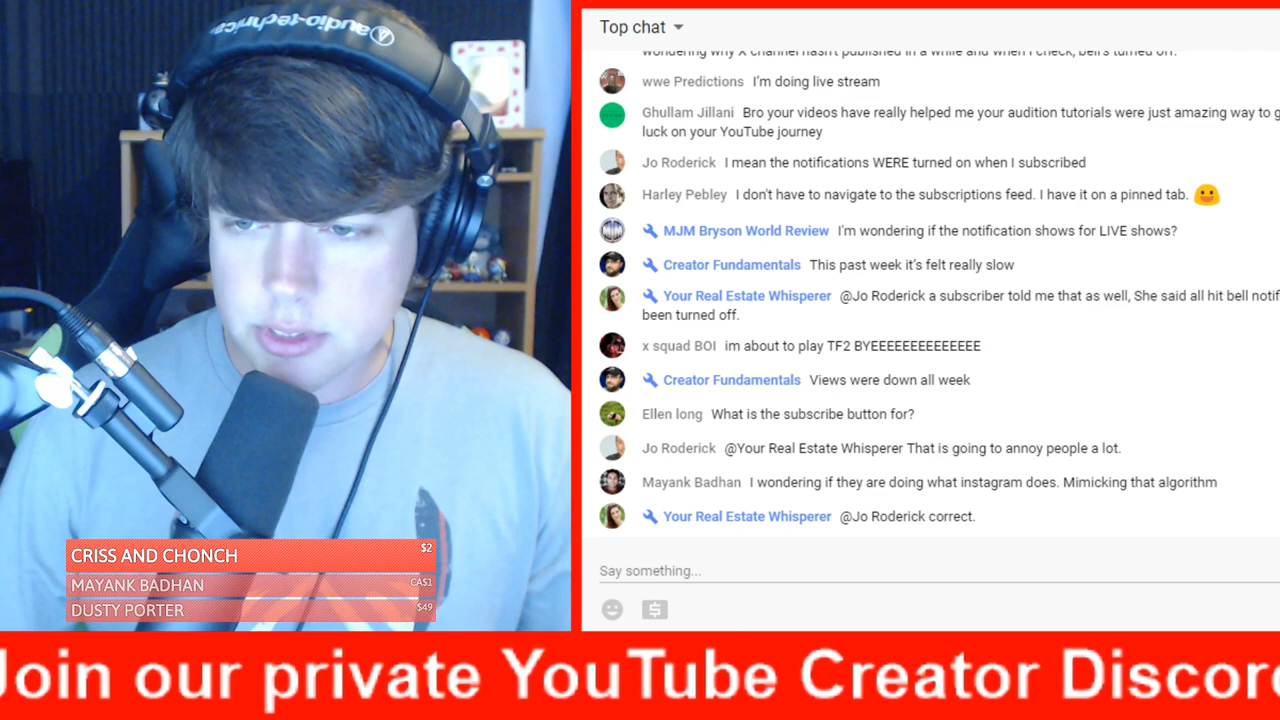 audio-technica
CRISS AND CHONCH $2
MAYANK BADHAN CA$1
DUSTY PORTER $49
Top chat
wondering why X channel hasn't published in a while and when I check, bell's turned off.
wwe Predictions I'm doing live stream
Ghullam Jillani Bro your videos have really helped me your audition tutorials were just amazing way to g
luck on your YouTube journey
Jo Roderick I mean the notifications WERE turned on when I subscribed
Harley Pebley I don't have to navigate to the subscriptions feed. I have it on a pinned tab.
MJM Bryson World Review I'm wondering if the notification shows for LIVE shows?
Creator Fundamentals This past week it's felt really slow
Your Real Estate Whisperer @Jo Roderick a subscriber told me that as well, She said all hit bell notif
been turned off.
x squad BOI im about to play TF2 BYEEEEEEEEEEEEEE
Creator Fundamentals Views were down all week
Ellen long What is the subscribe button for?
Jo Roderick @Your Real Estate Whisperer That is going to annoy people a lot.
Mayank Badhan I wondering if they are doing what instagram does. Mimicking that algorithm
Your Real Estate Whisperer @Jo Roderick correct.
Say something...
Join our private YouTube Creator Discord